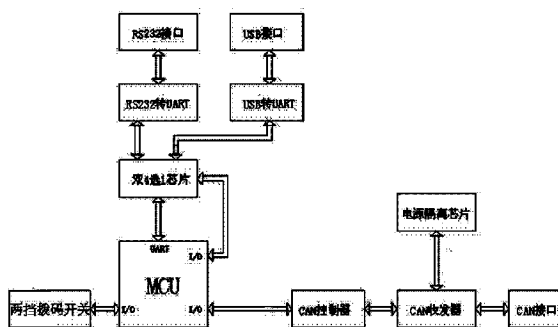 RS232接口
USB接口
RS232转UART
USB转UART
双4选1芯片
电源隔离芯片
UART
I/O
MCU
两挡拨码开关
I/O
I/O
CAN控制器
CAN收发器
CAN接口